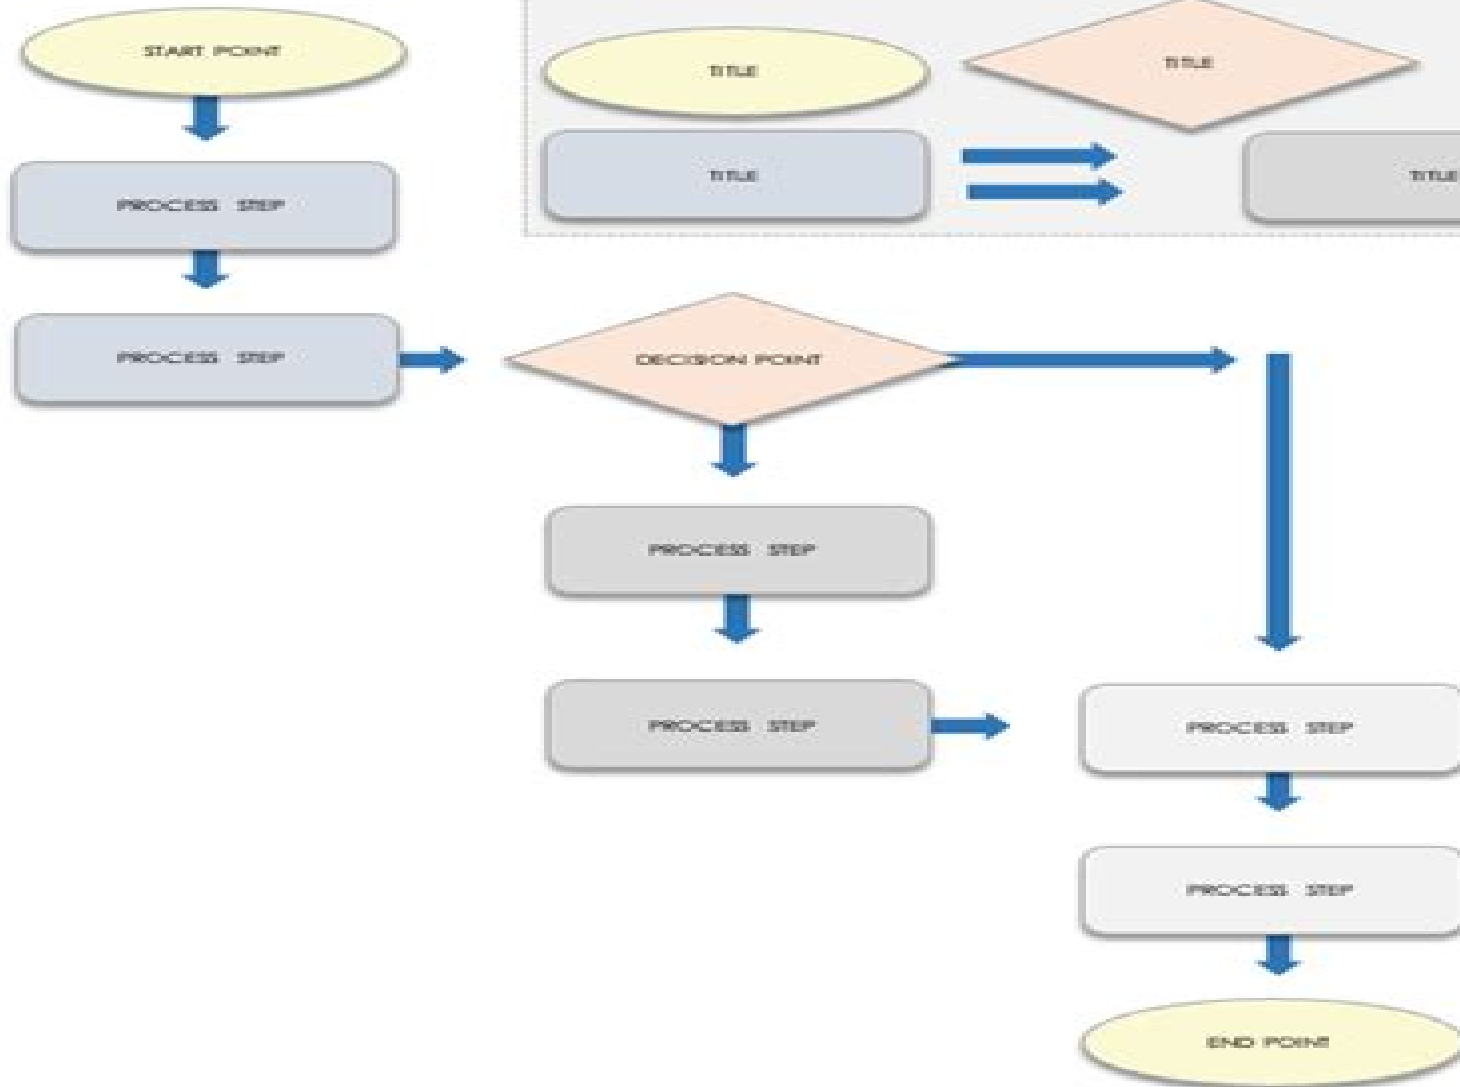 START POINT
TITLE
TITLE
PROCESS STEP
TITLE
TITLE
PROCESS STEP
DECISION POINT
PROCESS STEP
PROCESS STEP
PROCESS STEP
PROCESS STEP
END POINT